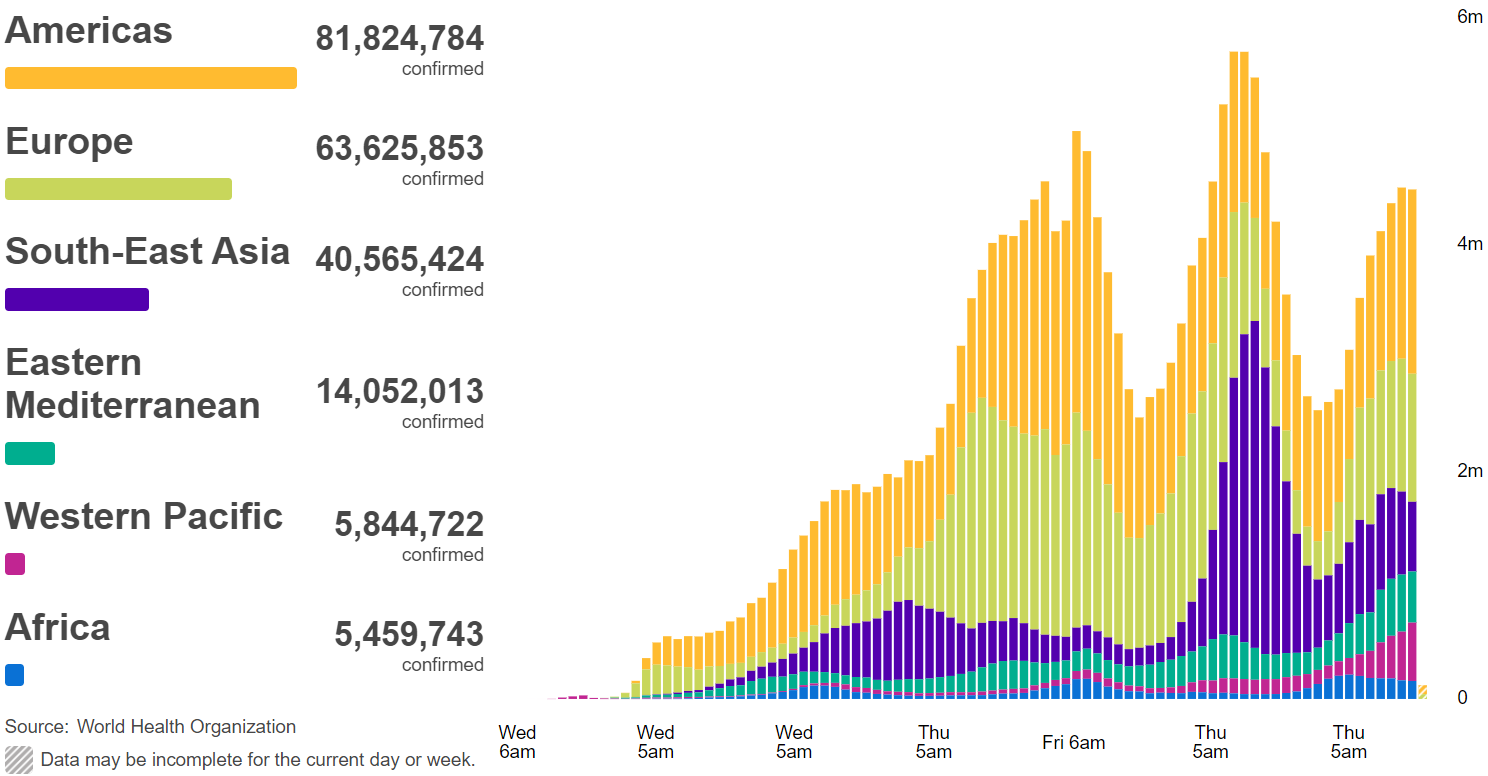 Americas
81,824,784
confirmed
Europe
63,625,853
confirmed
South-East Asia
40,565,424
confirmed
Eastern
Mediterranean
14,052,013
confirmed
Western Pacific
5,844,722
confirmed
Africa
5,459,743
confirmed
Source: World Health Organization
Data may be incomplete for the current day or week.
6m
4m
2m
0
Wed
6am
Wed
5am
Wed
5am
Thu
5am
Fri 6am
Thu
5am
Thu
5am